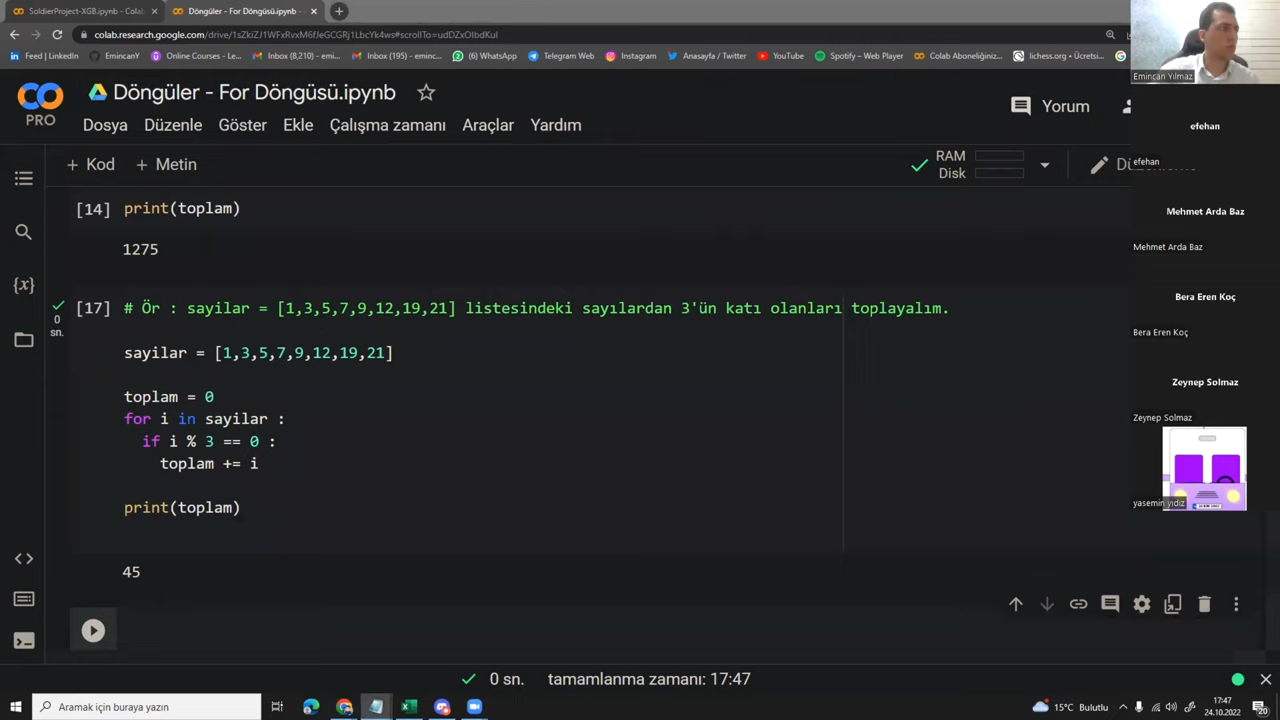 SoldierProject-XGB.ipynb - Colab
Döngüler - For Döngüsü.ipynb -
colab.research.google.com/drive/1sZkiZJ1WFxRvxM6fJeGCGRj1LbcYk4ws#scrollTo=udDZxOlbdKul
Feed | LinkedIn
EmincanY
Online Courses - Le...
Inbox (8,210) - emi...
Inbox (195) - eminc...
(6) WhatsApp
Telegram Web
Instagram
Anasayfa / Twitter
YouTube
Spotify – Web Player
Colab Aboneliğiniz...
lichess.org • Ücretsi...
PRO
Döngüler - For Döngüsü.ipynb
Yorum
Dosya Düzenle Göster Ekle Çalışma zamanı Araçlar Yardım
+ Kod + Metin
RAM
Disk
[14] print(toplam)
1275
[17] # Ör : sayilar = [1,3,5,7,9,12,19,21] listesindeki sayılardan 3'ün katı olanları toplayalım.
0
sn.
sayilar = [1,3,5,7,9,12,19,21]
toplam = 0
for i in sayilar :
if i % 3 == 0 :
toplam += i
print(toplam)
45
0 sn. tamamlanma zamanı: 17:47
Emincan Yılmaz
efehan
efehan
Mehmet Arda Baz
Mehmet Arda Baz
Bera Eren Koç
Bera Eren Koç
Zeynep Solmaz
Zeynep Solmaz
yasemin yıdız
Aramak için buraya yazın
15°C Bulutlu
17:47
24.10.2022
20